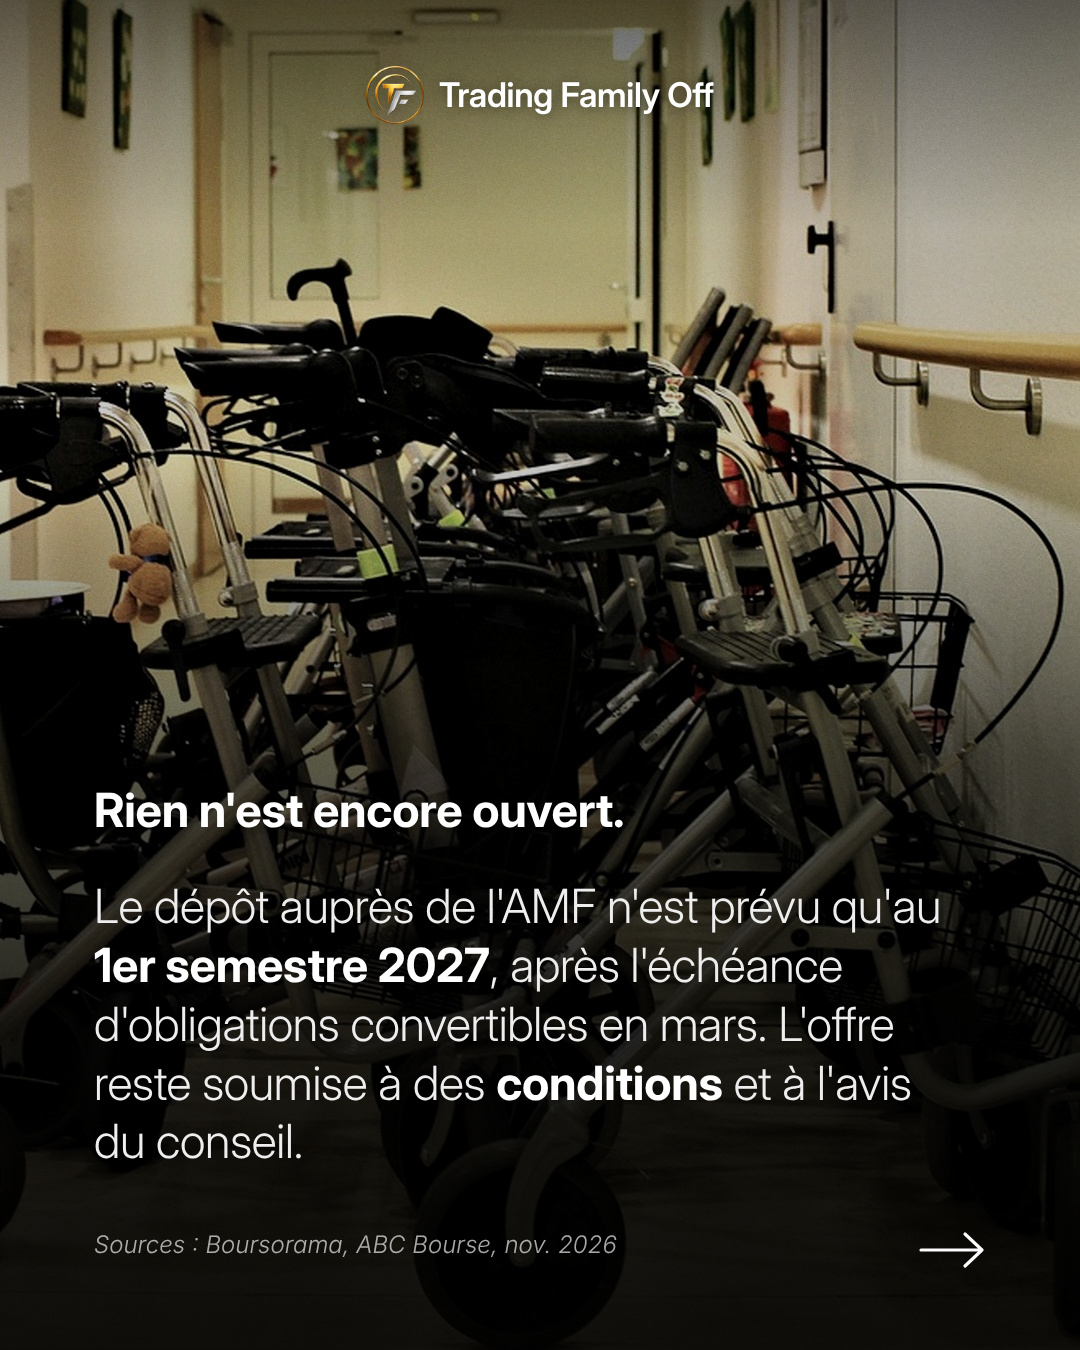 Trading Family Off
Rien n'est encore ouvert.
Le dépôt auprès de l'AMF n'est prévu qu'au
1er semestre 2027, après l'échéance
d'obligations convertibles en mars. L'offre
reste soumise à des conditions et à l'avis
du conseil.
Sources : Boursorama, ABC Bourse, nov. 2026